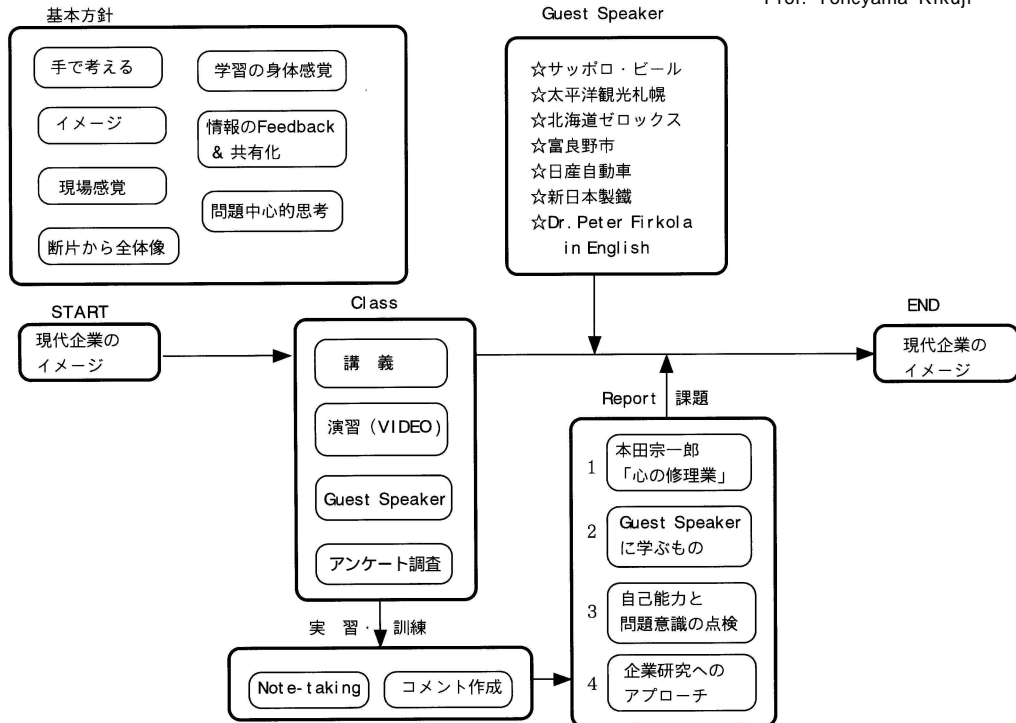 Prof. Yoneyama Kikuji
基本方針
手で考える
イメージ
現場感覚
断片から全体像
学習の身体感覚
情報のFeedback
& 共有化
問題中心的思考
Guest Speaker
☆サッポロ・ビール
☆太平洋観光札幌
☆北海道ゼロックス
☆富良野市
☆日産自動車
☆新日本製鐵
☆Dr. Peter Firkola
in English
START
現代企業の
イメージ
Class
講 義
演習（VIDEO）
Guest Speaker
アンケート調査
END
現代企業の
イメージ
実 習・訓練
Note-taking
コメント作成
Report 課題
1 本田宗一郎
「心の修理業」
2 Guest Speaker
に学ぶもの
3 自己能力と
問題意識の点検
4 企業研究への
アプローチ